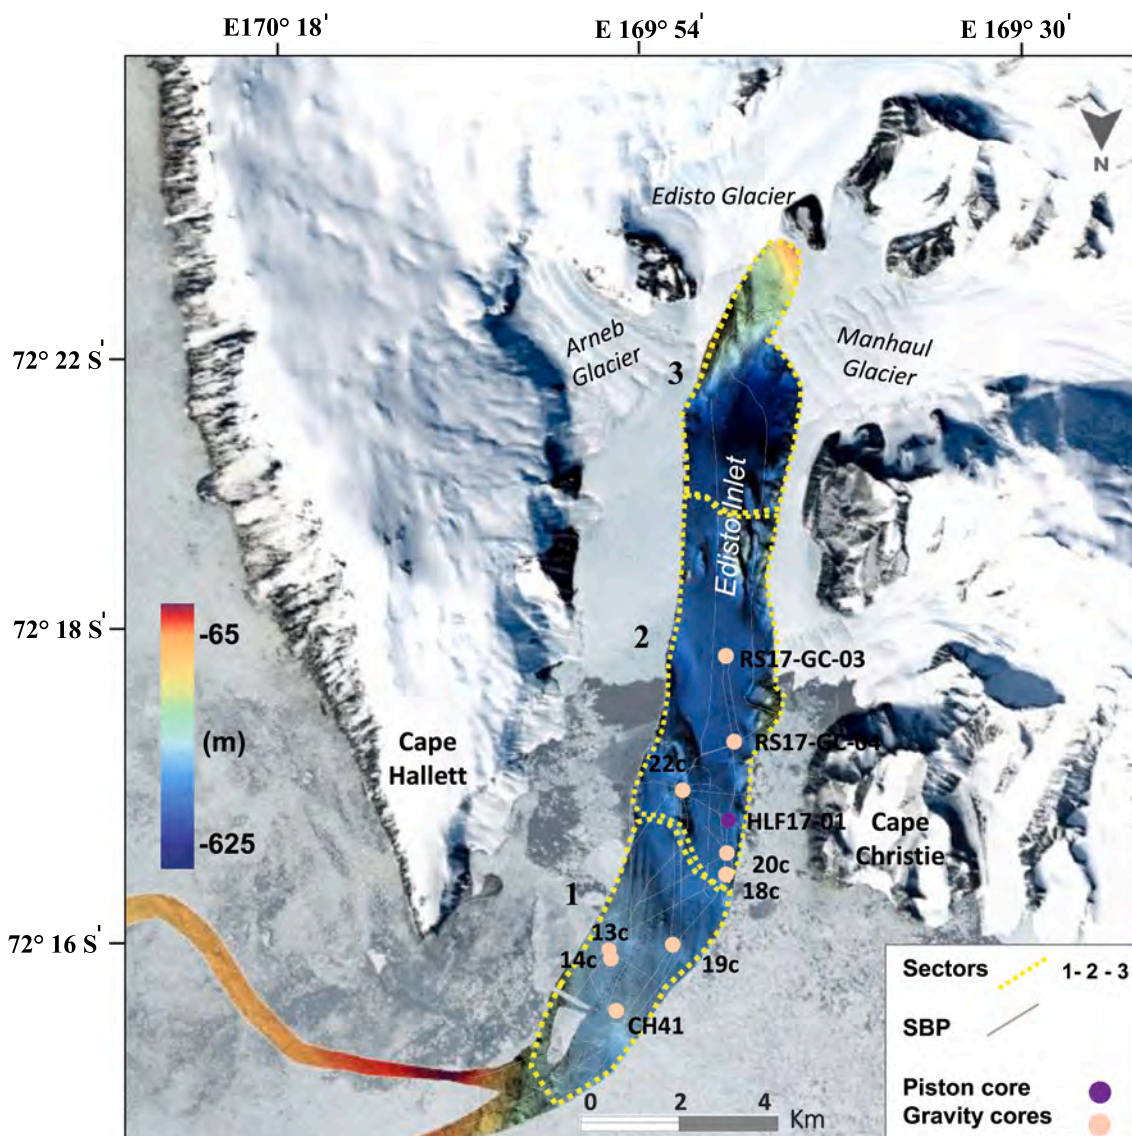 E170° 18'
E 169° 54'
E 169° 30'
N
Edisto Glacier
Arneb
Glacier
Manhaul
Glacier
72° 22 S'
3
Edisto Inlet
72° 18 S'
2
-65
(m)
-625
RS17-GC-03
RS17-GC-04
Cape
Hallett
22c
HLF17-01
Cape
Christie
20c
18c
1
13c
14c
19c
72° 16 S'
CH41
Sectors
1- 2 - 3
SBP
Piston core
Gravity cores
0 2 4 Km